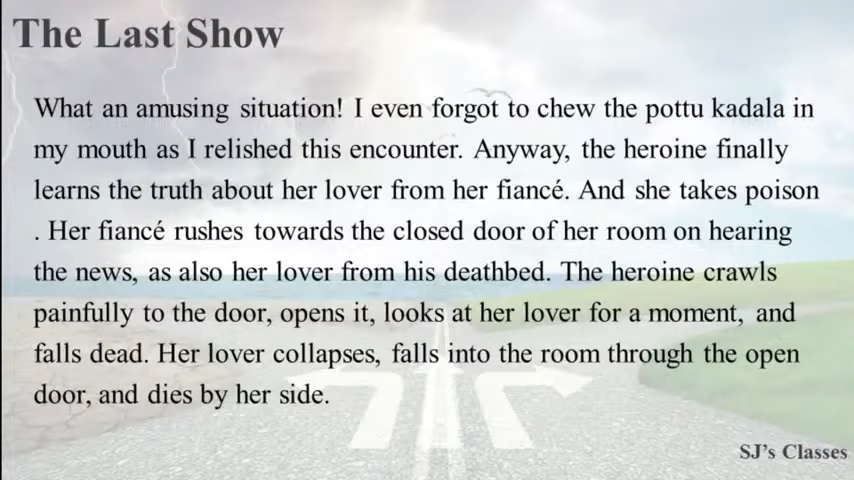 The Last Show
What an amusing situation! I even forgot to chew the pottu kadala in
my mouth as I relished this encounter. Anyway, the heroine finally
learns the truth about her lover from her fiancé. And she takes poison
. Her fiancé rushes towards the closed door of her room on hearing
the news, as also her lover from his deathbed. The heroine crawls
painfully to the door, opens it, looks at her lover for a moment, and
falls dead. Her lover collapses, falls into the room through the open
door, and dies by her side.
SJ's Classes